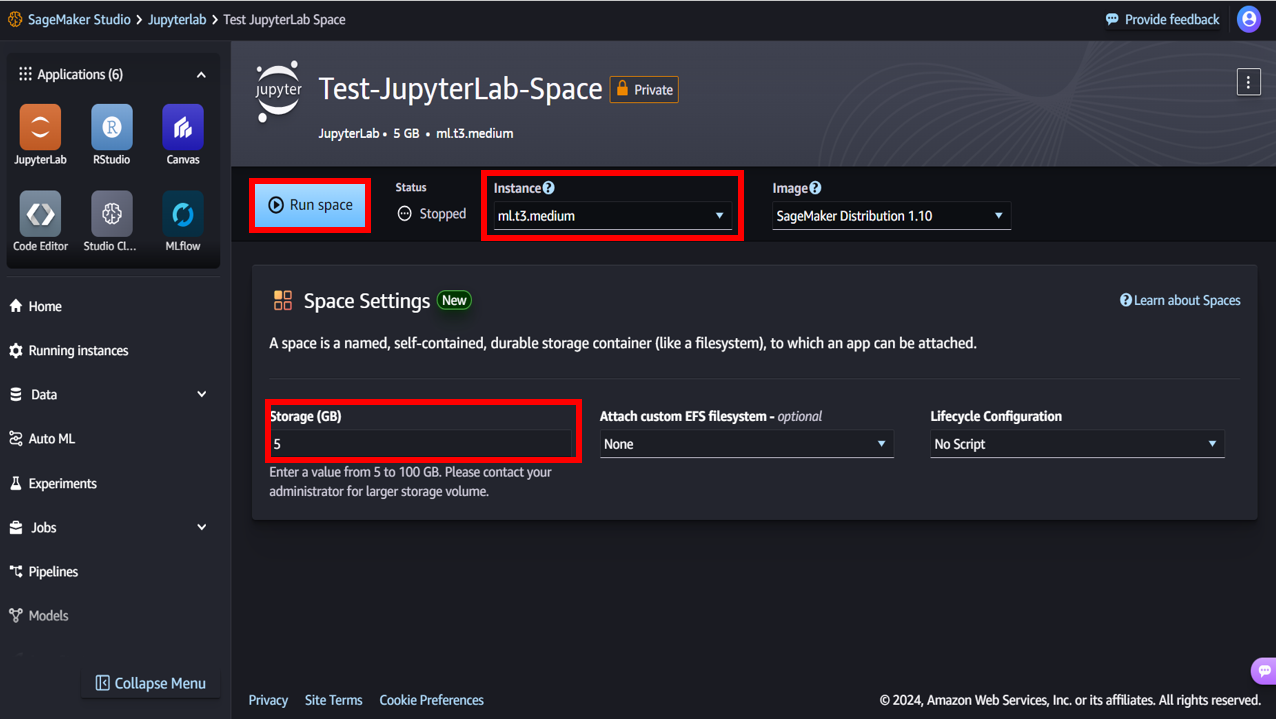 SageMaker Studio > Jupyterlab > Test JupyterLab Space
Provide feedback
Applications (6)
JupyterLab
RStudio
Canvas
Code Editor
Studio Cl...
MLflow
Home
Running instances
Data
Auto ML
Experiments
Jobs
Pipelines
Models
Collapse Menu
jupyter
Test-JupyterLab-Space
Private
JupyterLab • 5 GB • ml.t3.medium
Run space
Status
Stopped
Instance
ml.t3.medium
Image
SageMaker Distribution 1.10
Space Settings
New
Learn about Spaces
A space is a named, self-contained, durable storage container (like a filesystem), to which an app can be attached.
Storage (GB)
5
Enter a value from 5 to 100 GB. Please contact your
administrator for larger storage volume.
Attach custom EFS filesystem - optional
None
Lifecycle Configuration
No Script
Privacy
Site Terms
Cookie Preferences
© 2024, Amazon Web Services, Inc. or its affiliates. All rights reserved.